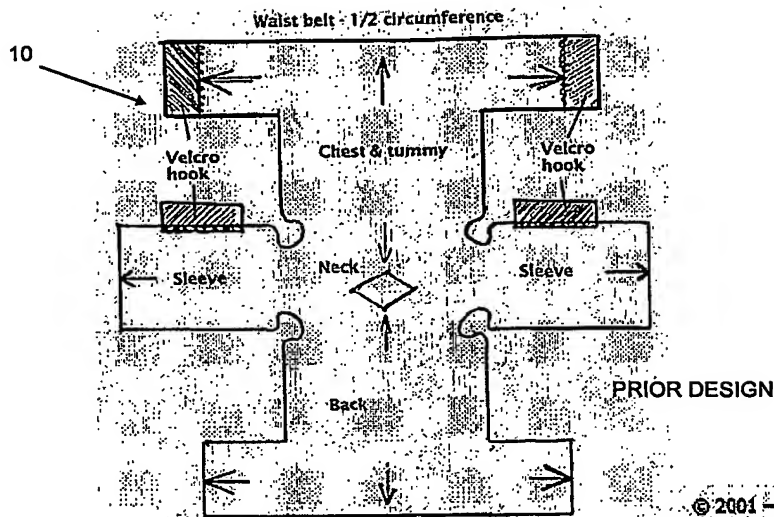 Waist belt - 1/2 circumference
10
Chest & tummy
Velcro
hook
Velcro
hook
Sleeve
Neck
Sleeve
Back
PRIOR DESIGN
© 2001 –